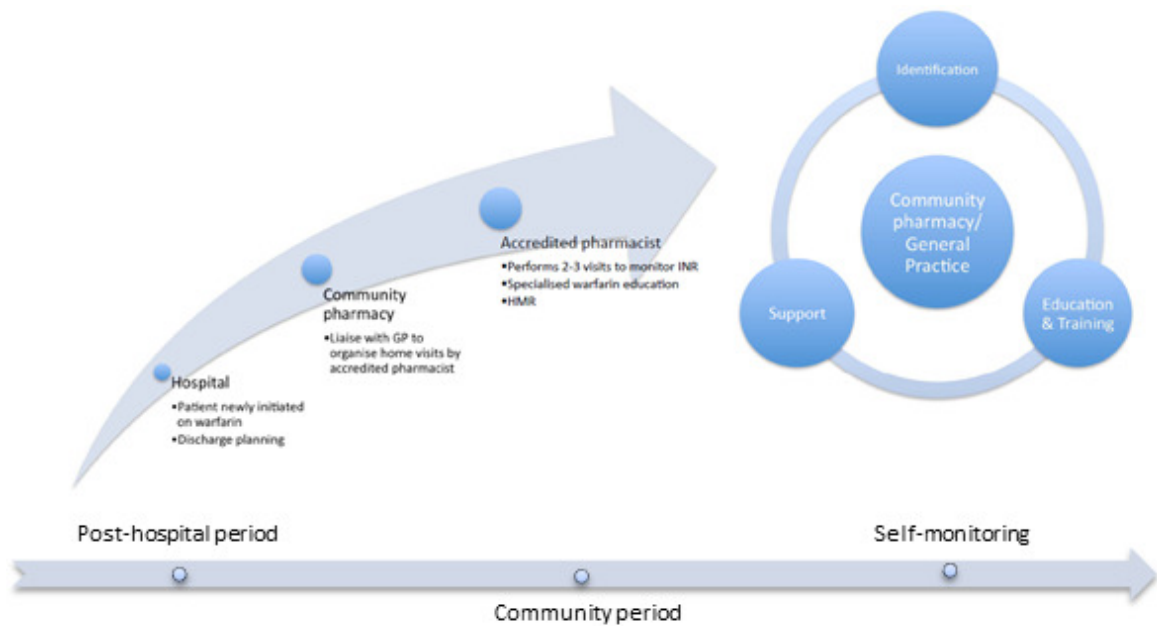 Identification
Community
pharmacy/
General
Practice
Support
Education
& Training
Accredited pharmacist
•Performs 2-3 visits to monitor INR
•Specialised warfarin education
•HMR
Community
pharmacy
•Liaise with GP to
organise home visits by
accredited pharmacist
Hospital
•Patient newly initiated
on warfarin
•Discharge planning
Post-hospital period
Self-monitoring
Community period